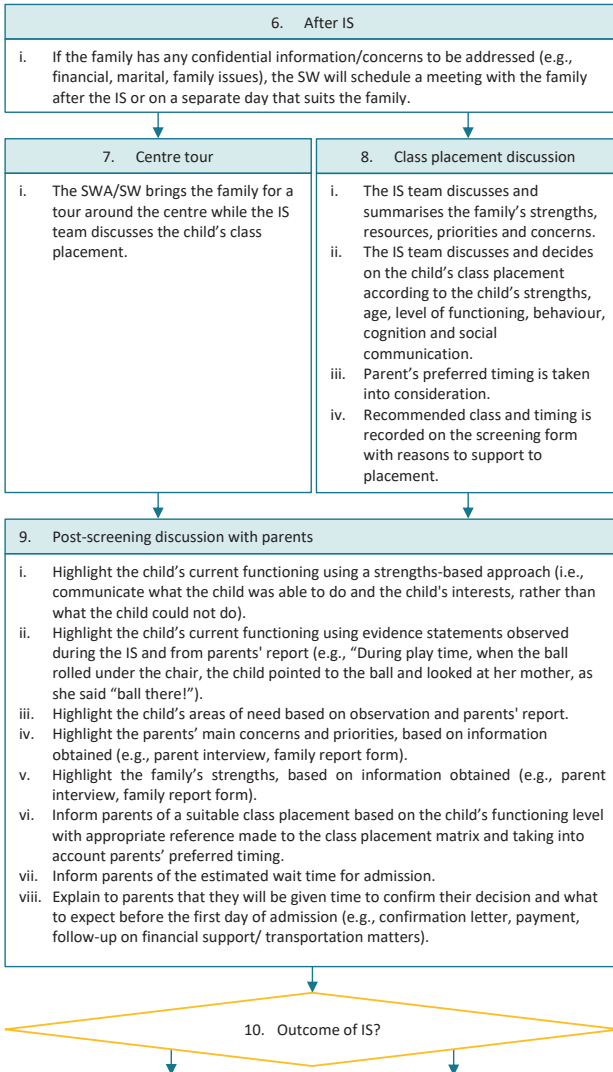 6. After IS
i. If the family has any confidential information/concerns to be addressed (e.g.,
financial, marital, family issues), the SW will schedule a meeting with the family
after the IS or on a separate day that suits the family.
7. Centre tour
i. The SWA/SW brings the family for a
tour around the centre while the IS
team discusses the child’s class
placement.
8. Class placement discussion
i. The IS team discusses and
summarises the family’s strengths,
resources, priorities and concerns.
ii. The IS team discusses and decides
on the child’s class placement
according to the child’s strengths,
age, level of functioning, behaviour,
cognition and social
communication.
iii. Parent’s preferred timing is taken
into consideration.
iv. Recommended class and timing is
recorded on the screening form
with reasons to support to
placement.
9. Post-screening discussion with parents
i. Highlight the child’s current functioning using a strengths-based approach (i.e.,
communicate what the child was able to do and the child's interests, rather than
what the child could not do).
ii. Highlight the child’s current functioning using evidence statements observed
during the IS and from parents' report (e.g., “During play time, when the ball
rolled under the chair, the child pointed to the ball and looked at her mother, as
she said “ball there!”).
iii. Highlight the child’s areas of need based on observation and parents' report.
iv. Highlight the parents’ main concerns and priorities, based on information
obtained (e.g., parent interview, family report form).
v. Highlight the family’s strengths, based on information obtained (e.g., parent
interview, family report form).
vi. Inform parents of a suitable class placement based on the child’s functioning level
with appropriate reference made to the class placement matrix and taking into
account parents’ preferred timing.
vii. Inform parents of the estimated wait time for admission.
viii. Explain to parents that they will be given time to confirm their decision and what
to expect before the first day of admission (e.g., confirmation letter, payment,
follow-up on financial support/ transportation matters).
10. Outcome of IS?